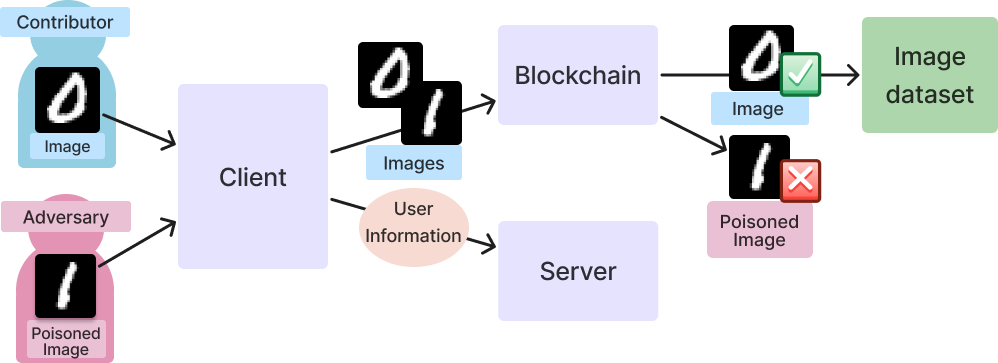 Contributor
Image
Adversary
Poisoned
Image
Client
Images
User
Information
Blockchain
Server
Image
Poisoned
Image
Image
dataset